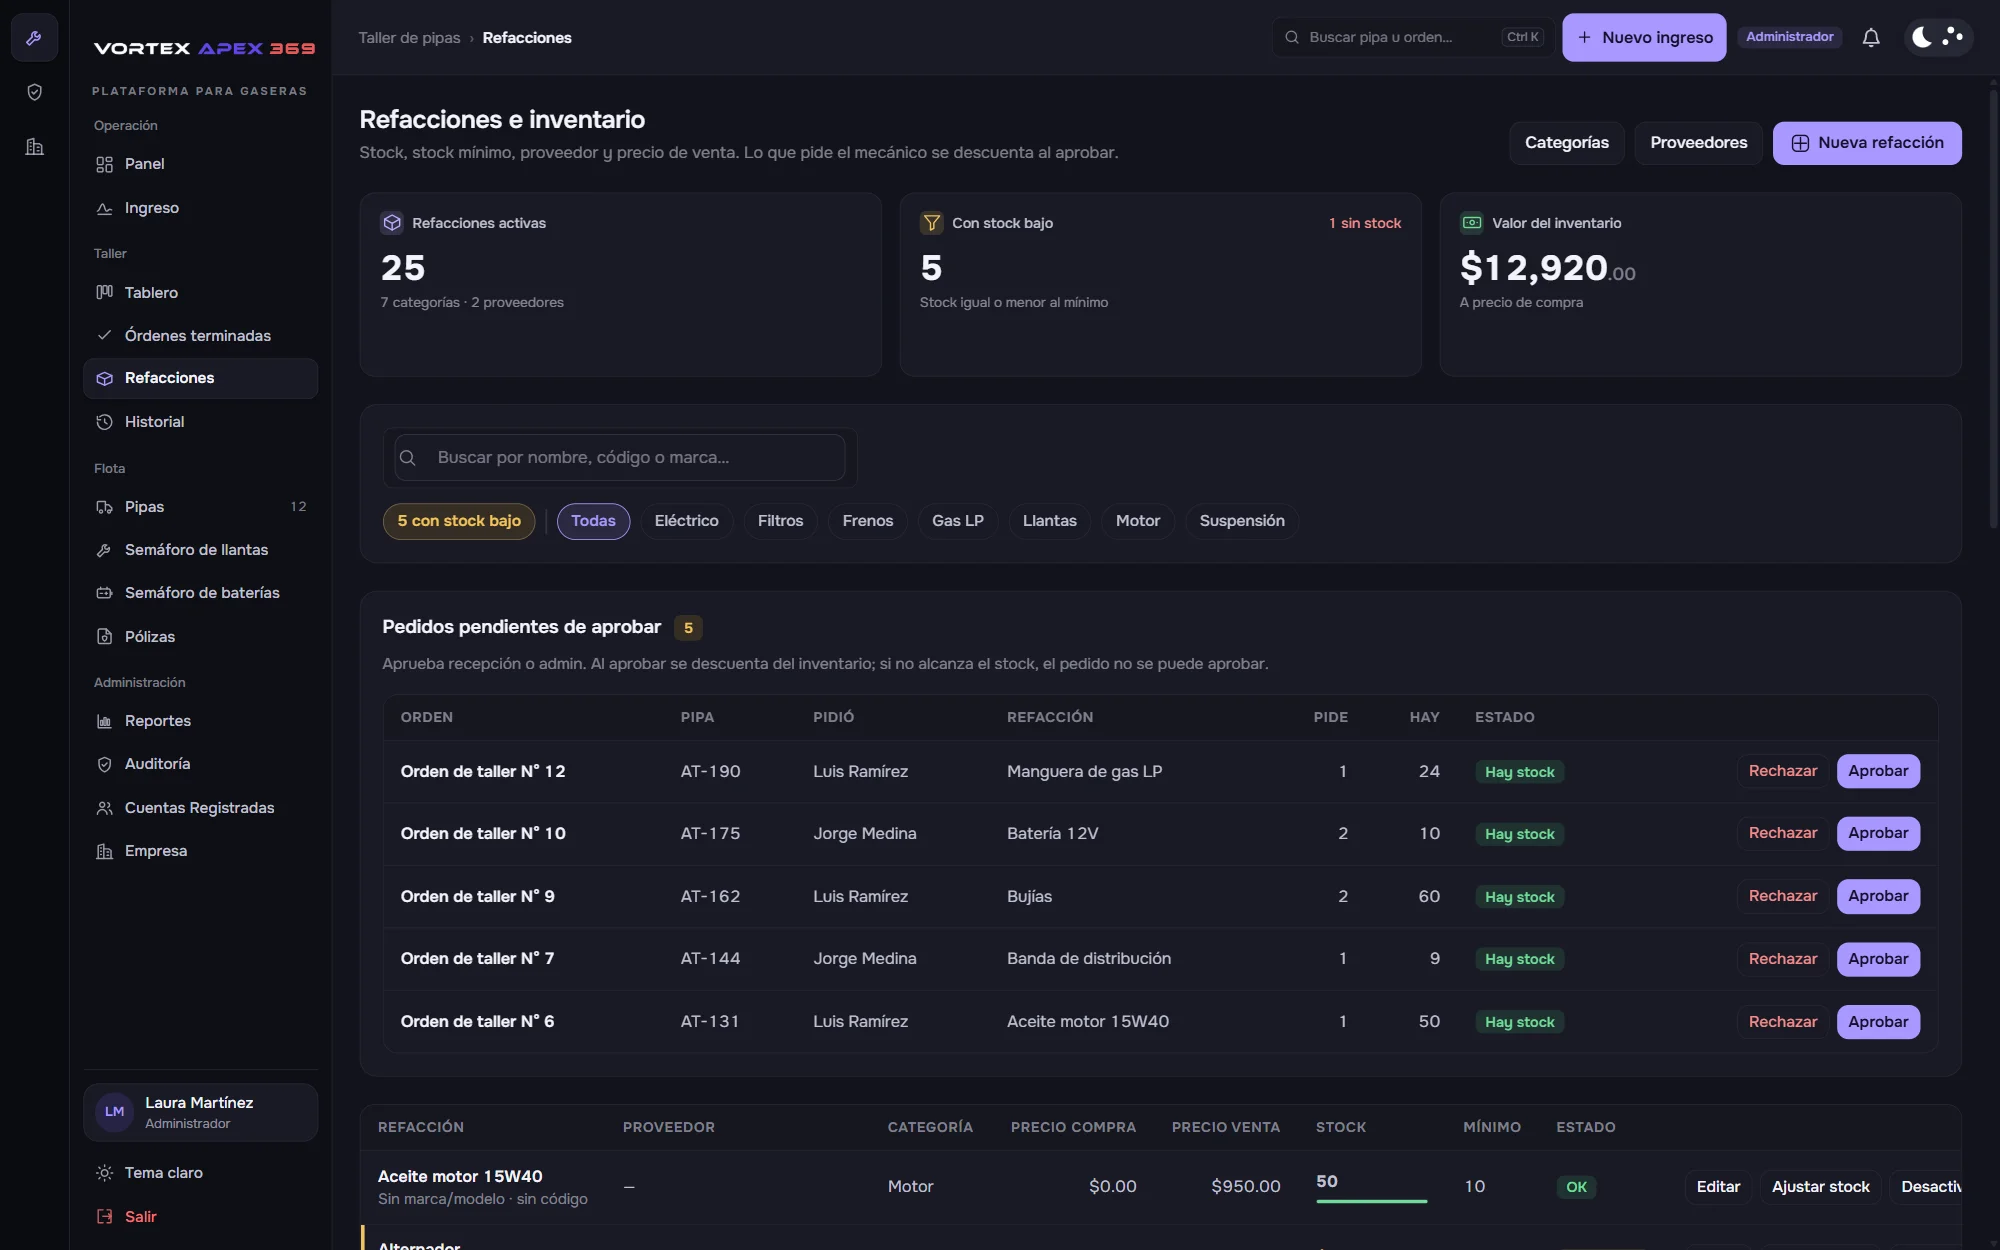 VORTEX APEX 369
PLATAFORMA PARA GASERAS
Operación
Panel
Ingreso
Taller
Tablero
Órdenes terminadas
Refacciones
Historial
Flota
Pipas 12
Semáforo de llantas
Semáforo de baterías
Pólizas
Administración
Reportes
Auditoría
Cuentas Registradas
Empresa
LM
Laura Martínez
Administrador
Tema claro
Salir
Taller de pipas › Refacciones
Buscar pipa u orden... Ctrl K
+ Nuevo ingreso
Administrador
Refacciones e inventario
Stock, stock mínimo, proveedor y precio de venta. Lo que pide el mecánico se descuenta al aprobar.
Categorías Proveedores Nueva refacción
Refacciones activas
25
7 categorías · 2 proveedores
Con stock bajo 1 sin stock
5
Stock igual o menor al mínimo
Valor del inventario
$12,920.00
A precio de compra
Buscar por nombre, código o marca...
5 con stock bajo Todas Eléctrico Filtros Frenos Gas LP Llantas Motor Suspensión
Pedidos pendientes de aprobar 5
Aprueba recepción o admin. Al aprobar se descuenta del inventario; si no alcanza el stock, el pedido no se puede aprobar.
ORDEN PIPA PIDIÓ REFACCIÓN PIDE HAY ESTADO
Orden de taller N° 12 AT-190 Luis Ramírez Manguera de gas LP 1 24 Hay stock Rechazar Aprobar
Orden de taller N° 10 AT-175 Jorge Medina Batería 12V 2 10 Hay stock Rechazar Aprobar
Orden de taller N° 9 AT-162 Luis Ramírez Bujías 2 60 Hay stock Rechazar Aprobar
Orden de taller N° 7 AT-144 Jorge Medina Banda de distribución 1 9 Hay stock Rechazar Aprobar
Orden de taller N° 6 AT-131 Luis Ramírez Aceite motor 15W40 1 50 Hay stock Rechazar Aprobar
REFACCIÓN PROVEEDOR CATEGORÍA PRECIO COMPRA PRECIO VENTA STOCK MÍNIMO ESTADO
Aceite motor 15W40
Sin marca/modelo · sin código
— Motor $0.00 $950.00 50 10 OK Editar Ajustar stock Desactiv
Alternador